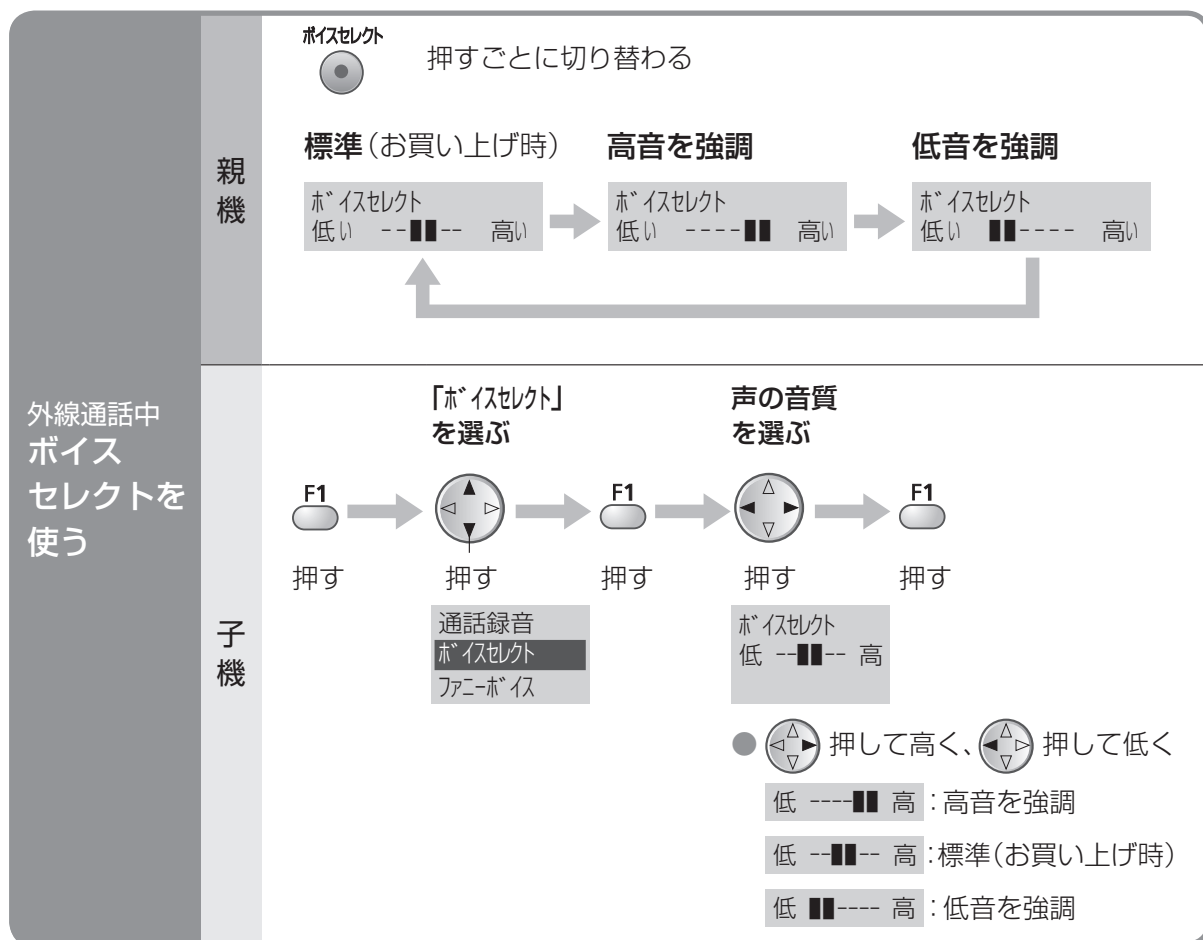 外線通話中
ボイス
セレクトを
使う
親機
ボイスセレクト
押すごとに切り替わる
標準(お買い上げ時)
高音を強調
低音を強調
ボイスセレクト
低い --▮▮-- 高い
ボイスセレクト
低い ----▮▮ 高い
ボイスセレクト
低い ▮▮---- 高い
子機
「ボイスセレクト」
を選ぶ
声の音質
を選ぶ
F1
F1
F1
押す
押す
押す
押す
押す
通話録音
ボイスセレクト
ファニーボイス
ボイスセレクト
低 --▮▮-- 高
● 押して高く、 押して低く
低 ----▮▮ 高:高音を強調
低 --▮▮-- 高:標準(お買い上げ時)
低 ▮▮---- 高:低音を強調